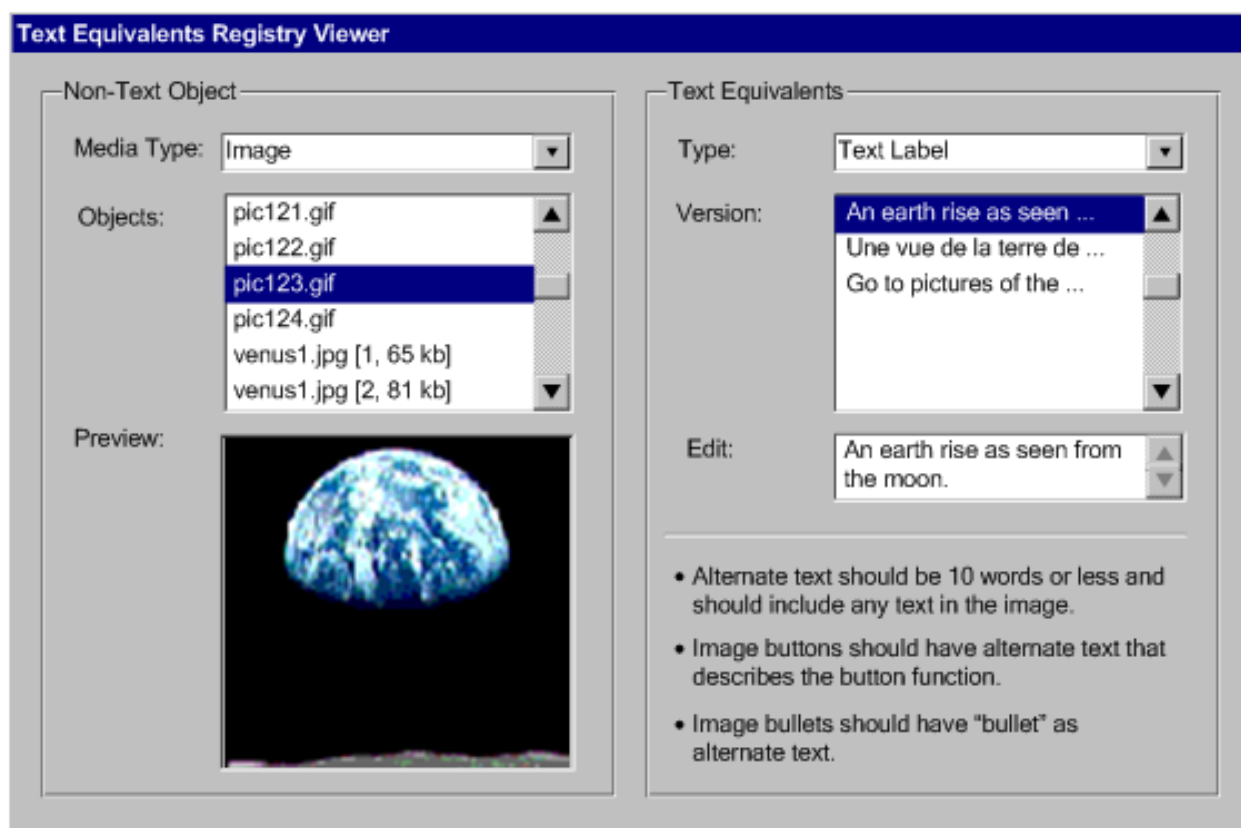 Text Equivalents Registry Viewer
Non-Text Object
Media Type: Image
Objects:
pic121.gif
pic122.gif
pic123.gif
pic124.gif
venus1.jpg [1, 65 kb]
venus1.jpg [2, 81 kb]
Preview:
Text Equivalents
Type: Text Label
Version:
An earth rise as seen ...
Une vue de la terre de ...
Go to pictures of the ...
Edit:
An earth rise as seen from
the moon.
• Alternate text should be 10 words or less and
should include any text in the image.
• Image buttons should have alternate text that
describes the button function.
• Image bullets should have “bullet” as
alternate text.